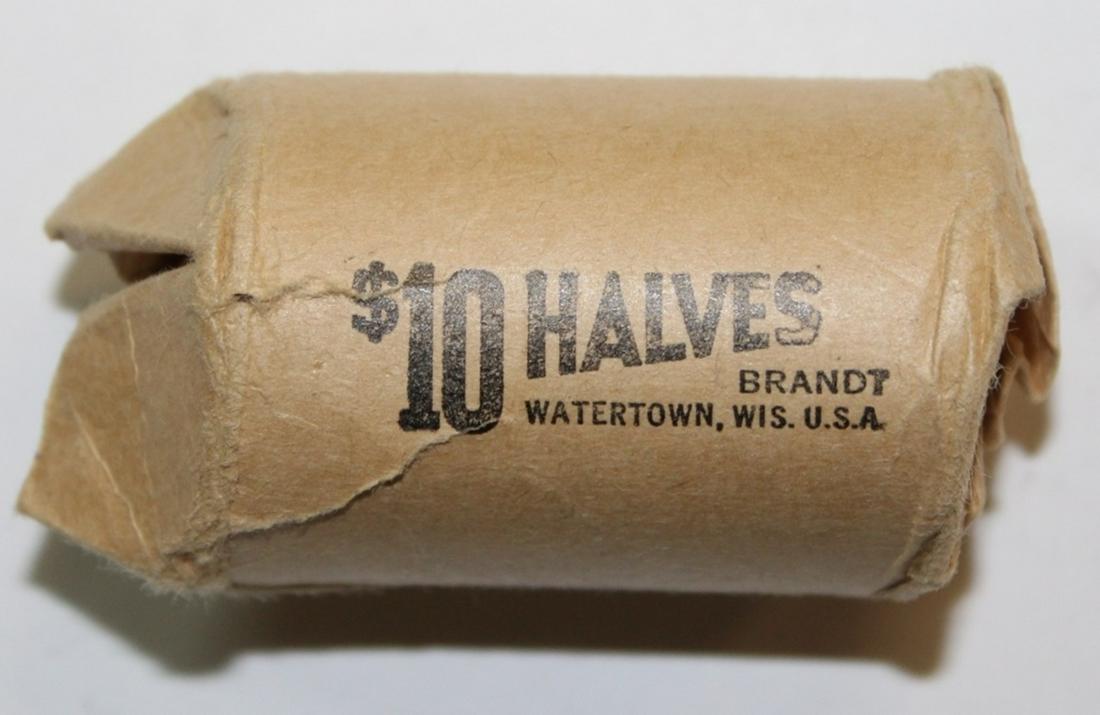 $10 HALVES
BRANDT
WATERTOWN, WIS. U.S.A.